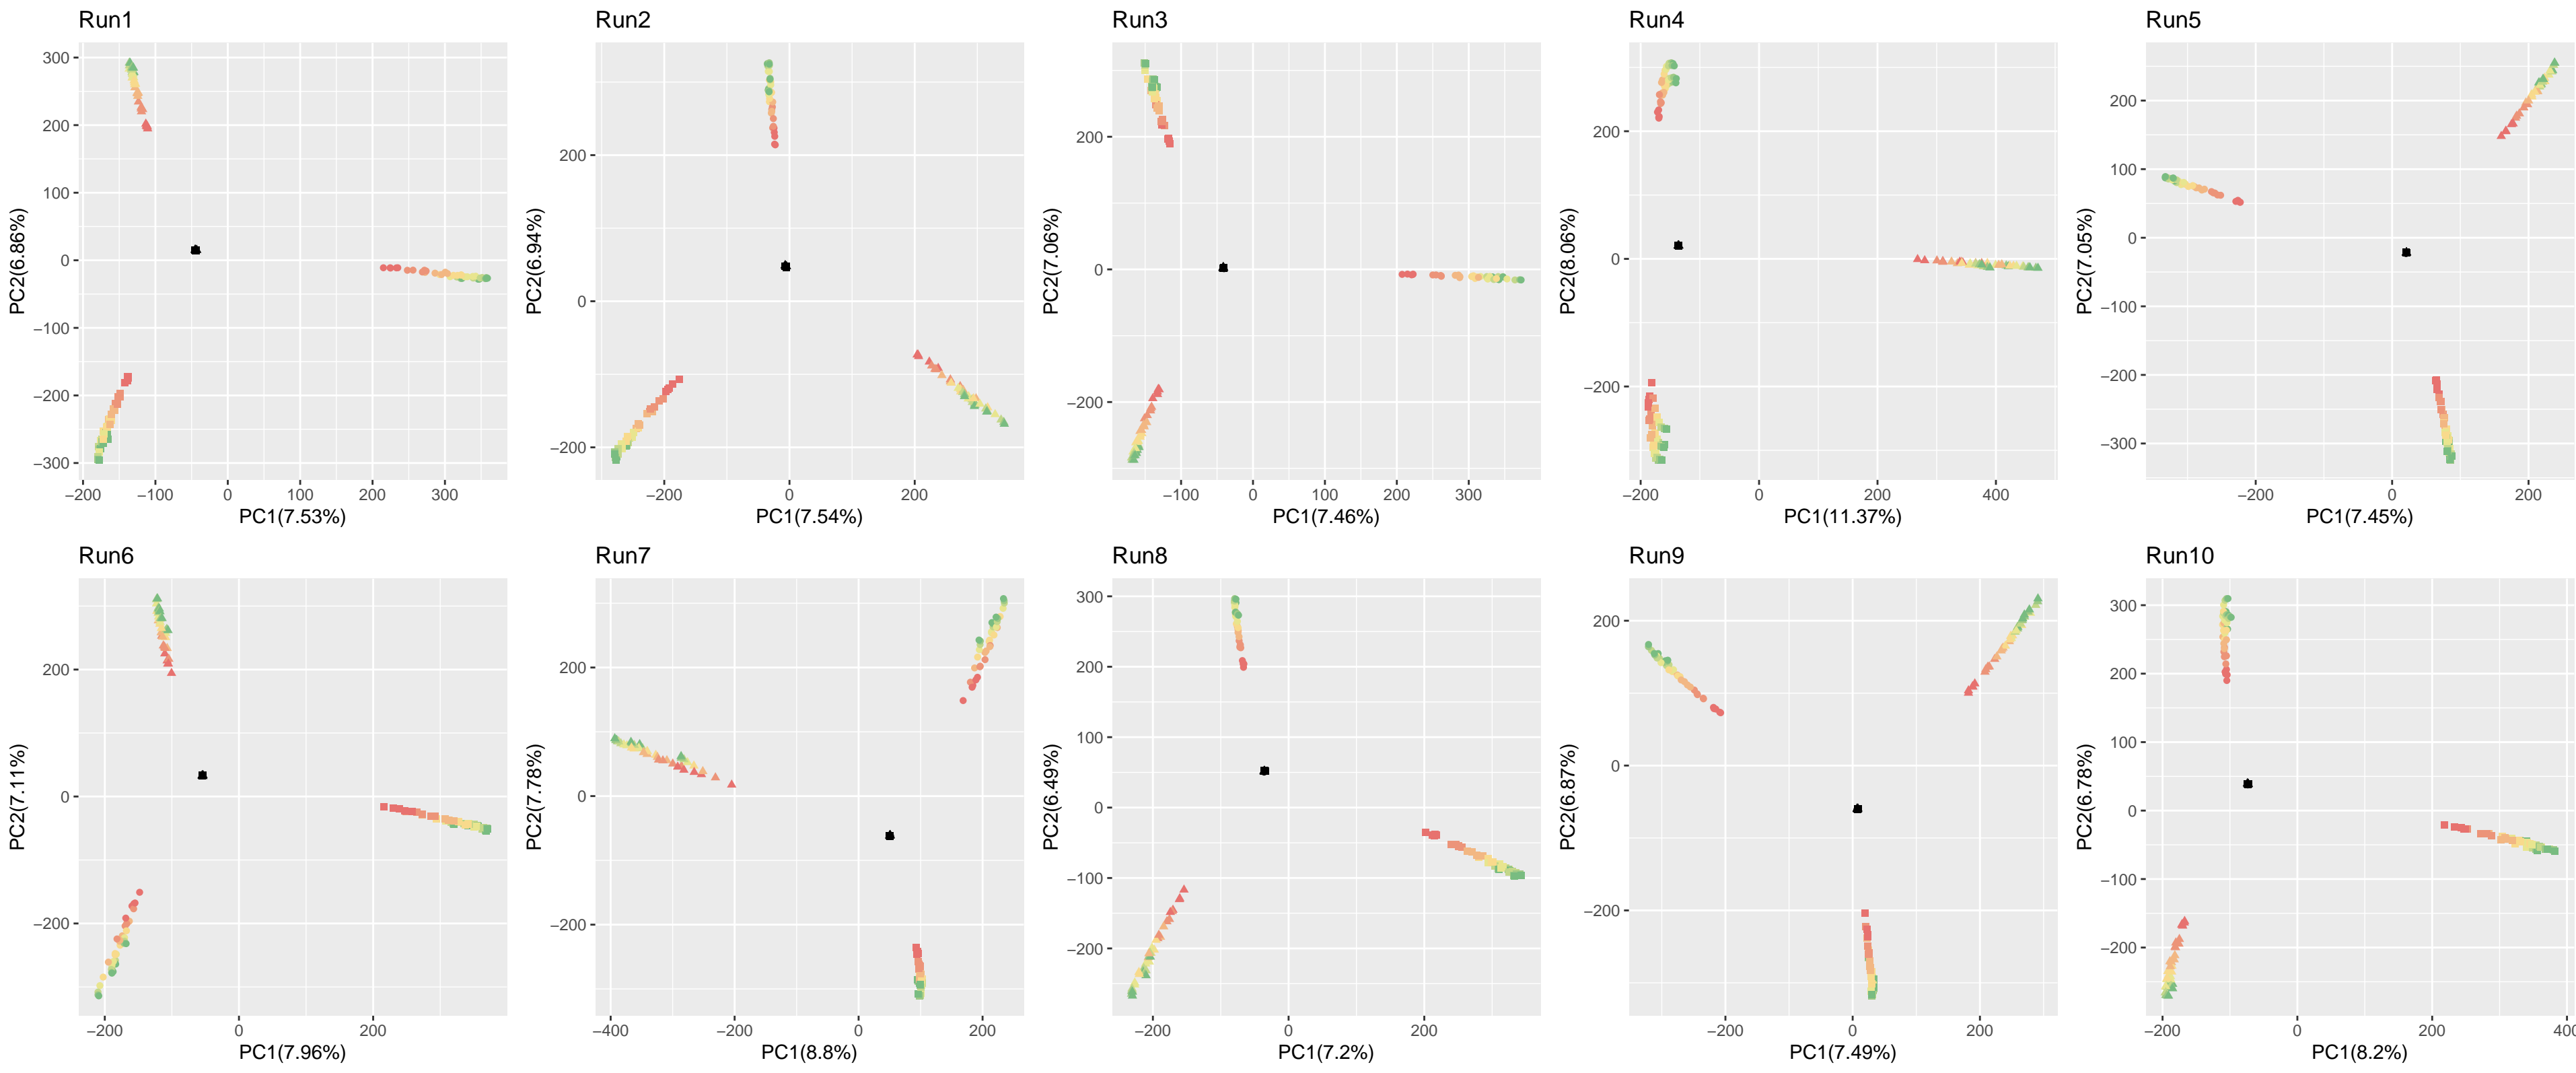 Run1
300
200
100
0
−100
−200
−300
PC2(6.86%)
−200 −100 0 100 200 300
PC1(7.53%)
Run2
200
0
−200
PC2(6.94%)
−200 0 200
PC1(7.54%)
Run3
200
0
−200
PC2(7.06%)
−100 0 100 200 300
PC1(7.46%)
Run4
200
0
−200
PC2(8.06%)
−200 0 200 400
PC1(11.37%)
Run5
200
100
0
−100
−200
−300
PC2(7.05%)
−200 0 200
PC1(7.45%)
Run6
200
0
−200
PC2(7.11%)
−200 0 200
PC1(7.96%)
Run7
200
0
−200
PC2(7.78%)
−400 −200 0 200
PC1(8.8%)
Run8
300
200
100
0
−100
−200
PC2(6.49%)
−200 0 200
PC1(7.2%)
Run9
200
0
−200
PC2(6.87%)
−200 0 200
PC1(7.49%)
Run10
300
200
100
0
−100
−200
PC2(6.78%)
−200 0 200 400
PC1(8.2%)